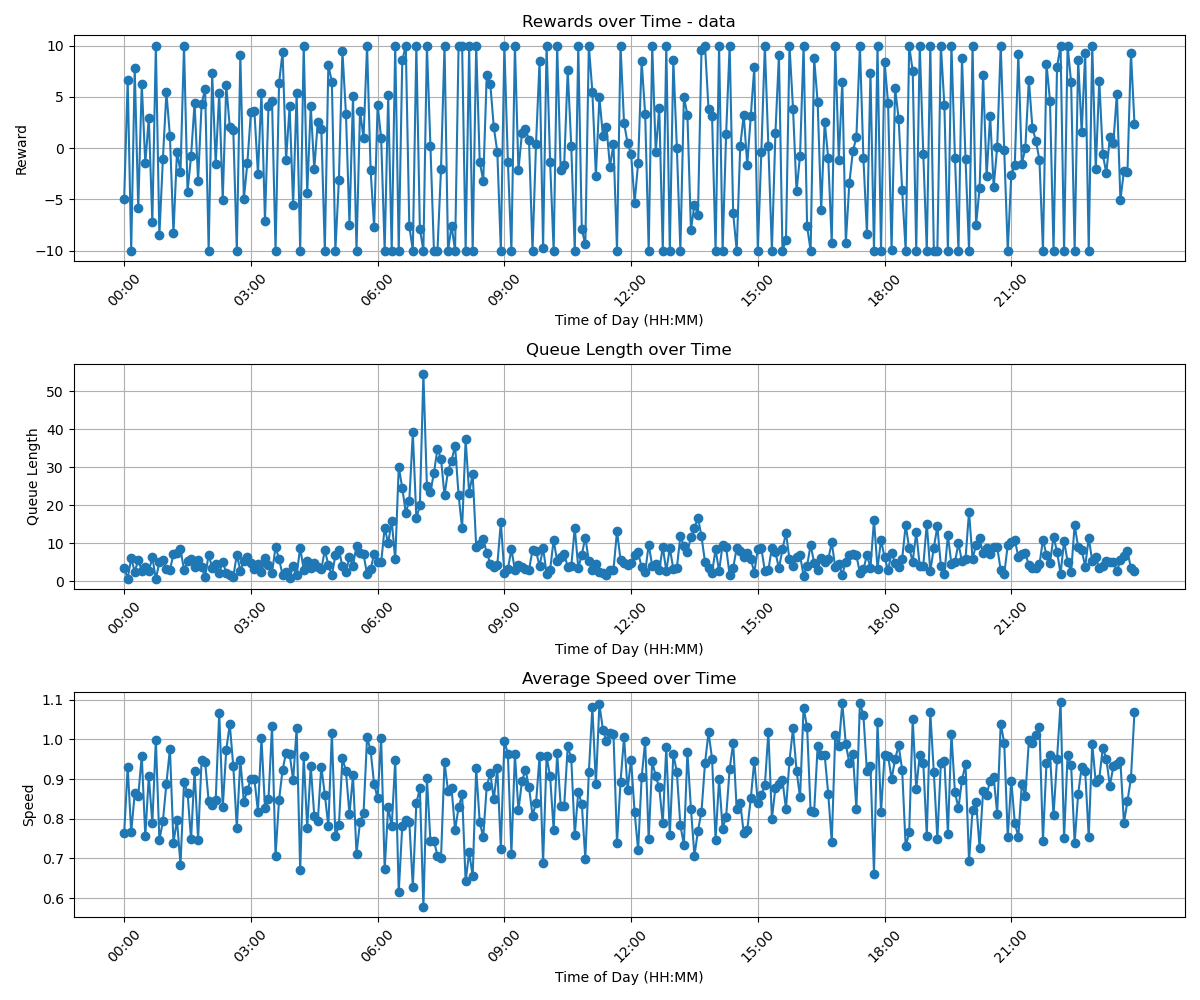 Rewards over Time - data
Reward
10
5
0
−5
−10
00:00 03:00 06:00 09:00 12:00 15:00 18:00 21:00
Time of Day (HH:MM)
Queue Length over Time
Queue Length
50
40
30
20
10
0
00:00 03:00 06:00 09:00 12:00 15:00 18:00 21:00
Time of Day (HH:MM)
Average Speed over Time
Speed
1.1
1.0
0.9
0.8
0.7
0.6
00:00 03:00 06:00 09:00 12:00 15:00 18:00 21:00
Time of Day (HH:MM)